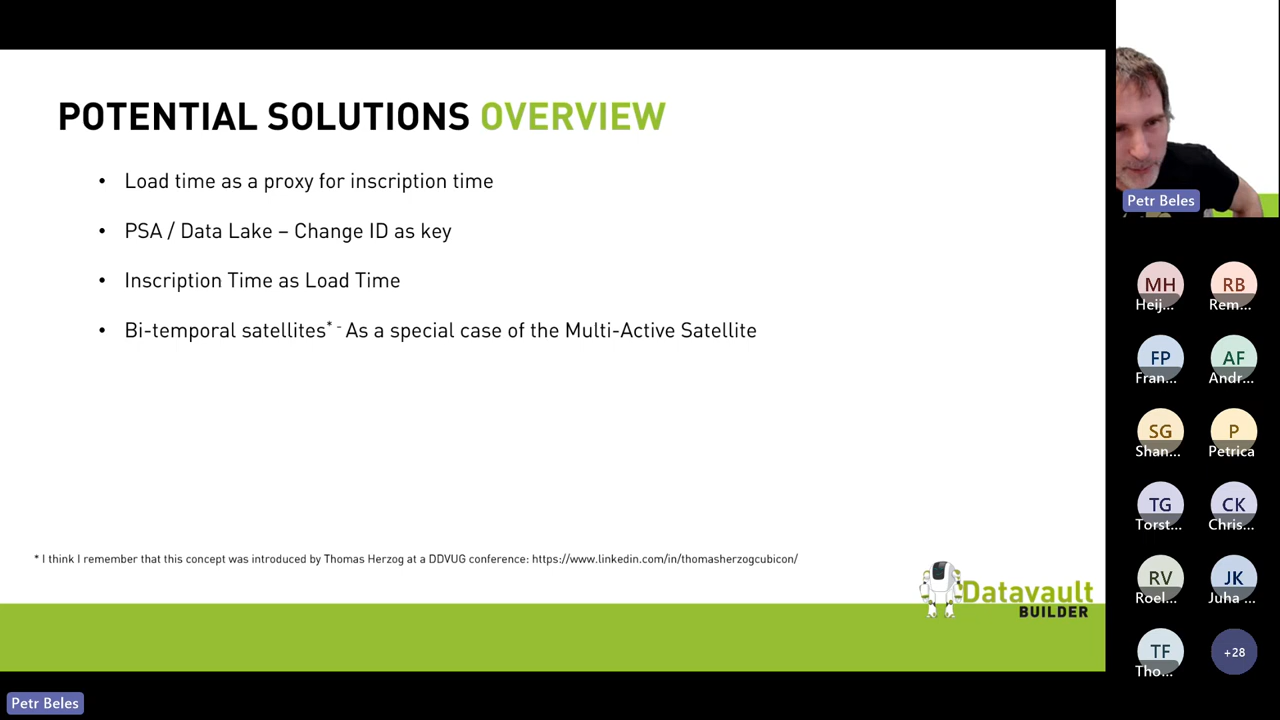 POTENTIAL SOLUTIONS OVERVIEW
• Load time as a proxy for inscription time
• PSA / Data Lake – Change ID as key
• Inscription Time as Load Time
• Bi-temporal satellites* - As a special case of the Multi-Active Satellite
* I think I remember that this concept was introduced by Thomas Herzog at a DDVUG conference: https://www.linkedin.com/in/thomasherzogcubicon/
Datavault
BUILDER
Petr Beles
Petr Beles
MH
Heij...
RB
Rem...
FP
Fran...
AF
Andr...
SG
Shan...
P
Petrica
TG
Torst...
CK
Chris...
RV
Roel...
JK
Juha ...
TF
Tho...
+28